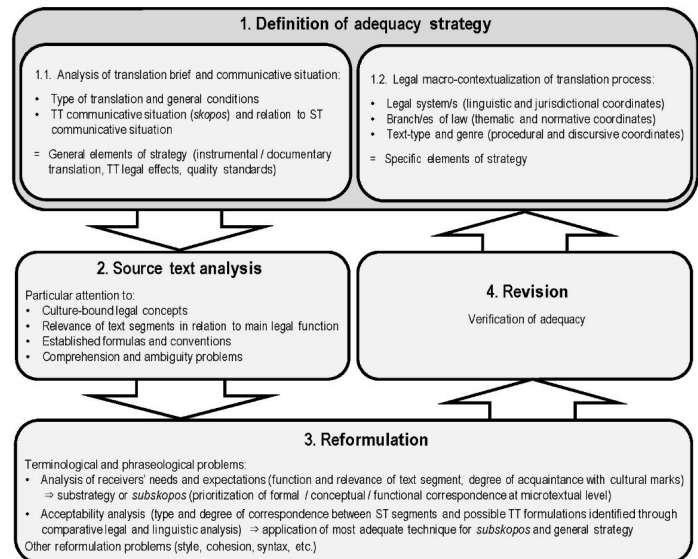 1. Definition of adequacy strategy
1.1. Analysis of translation brief and communicative situation:
• Type of translation and general conditions
• TT communicative situation (skopos) and relation to ST
communicative situation
= General elements of strategy (instrumental / documentary
translation, TT legal effects, quality standards)
1.2. Legal macro-contextualization of translation process:
• Legal system/s (linguistic and jurisdictional coordinates)
• Branch/es of law (thematic and normative coordinates)
• Text-type and genre (procedural and discursive coordinates)
= Specific elements of strategy
2. Source text analysis
Particular attention to:
• Culture-bound legal concepts
• Relevance of text segments in relation to main legal function
• Established formulas and conventions
• Comprehension and ambiguity problems
4. Revision
Verification of adequacy
3. Reformulation
Terminological and phraseological problems:
• Analysis of receivers' needs and expectations (function and relevance of text segment, degree of acquaintance with cultural marks)
⇒ substrategy or subskopos (prioritization of formal / conceptual / functional correspondence at microtextual level)
• Acceptability analysis (type and degree of correspondence between ST segments and possible TT formulations identified through
comparative legal and linguistic analysis) ⇒ application of most adequate technique for subskopos and general strategy
Other reformulation problems (style, cohesion, syntax, etc.)